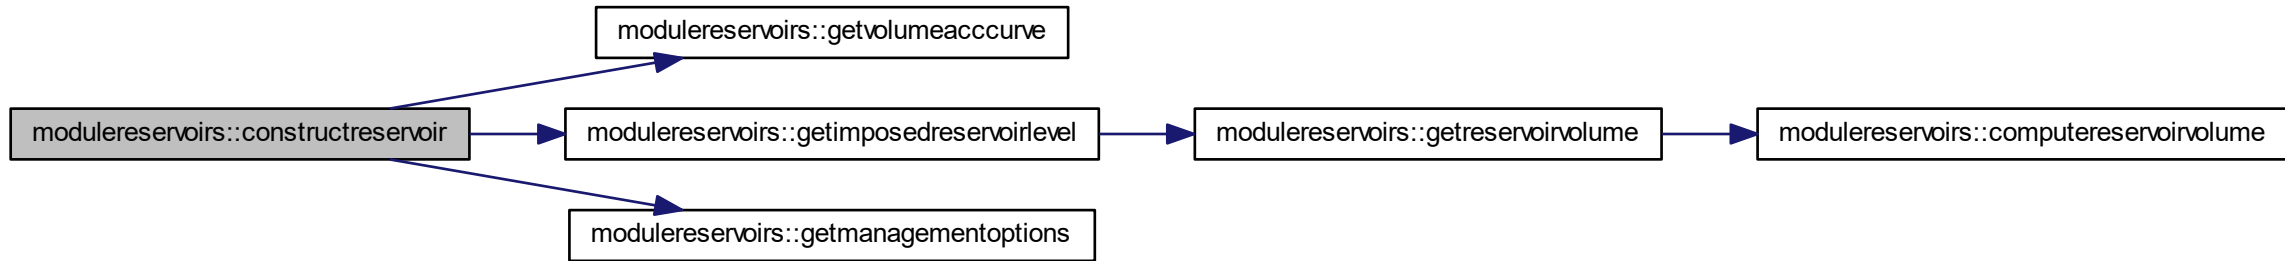 modulereservoirs::getvolumeacccurve
modulereservoirs::constructreservoir
modulereservoirs::getimposedreservoirlevel
modulereservoirs::getreservoirvolume
modulereservoirs::computereservoirvolume
modulereservoirs::getmanagementoptions